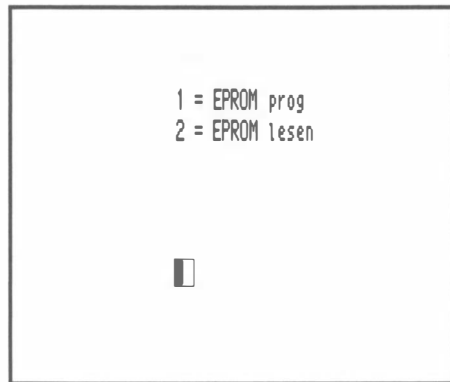 1 = EPROM prog
2 = EPROM lesen